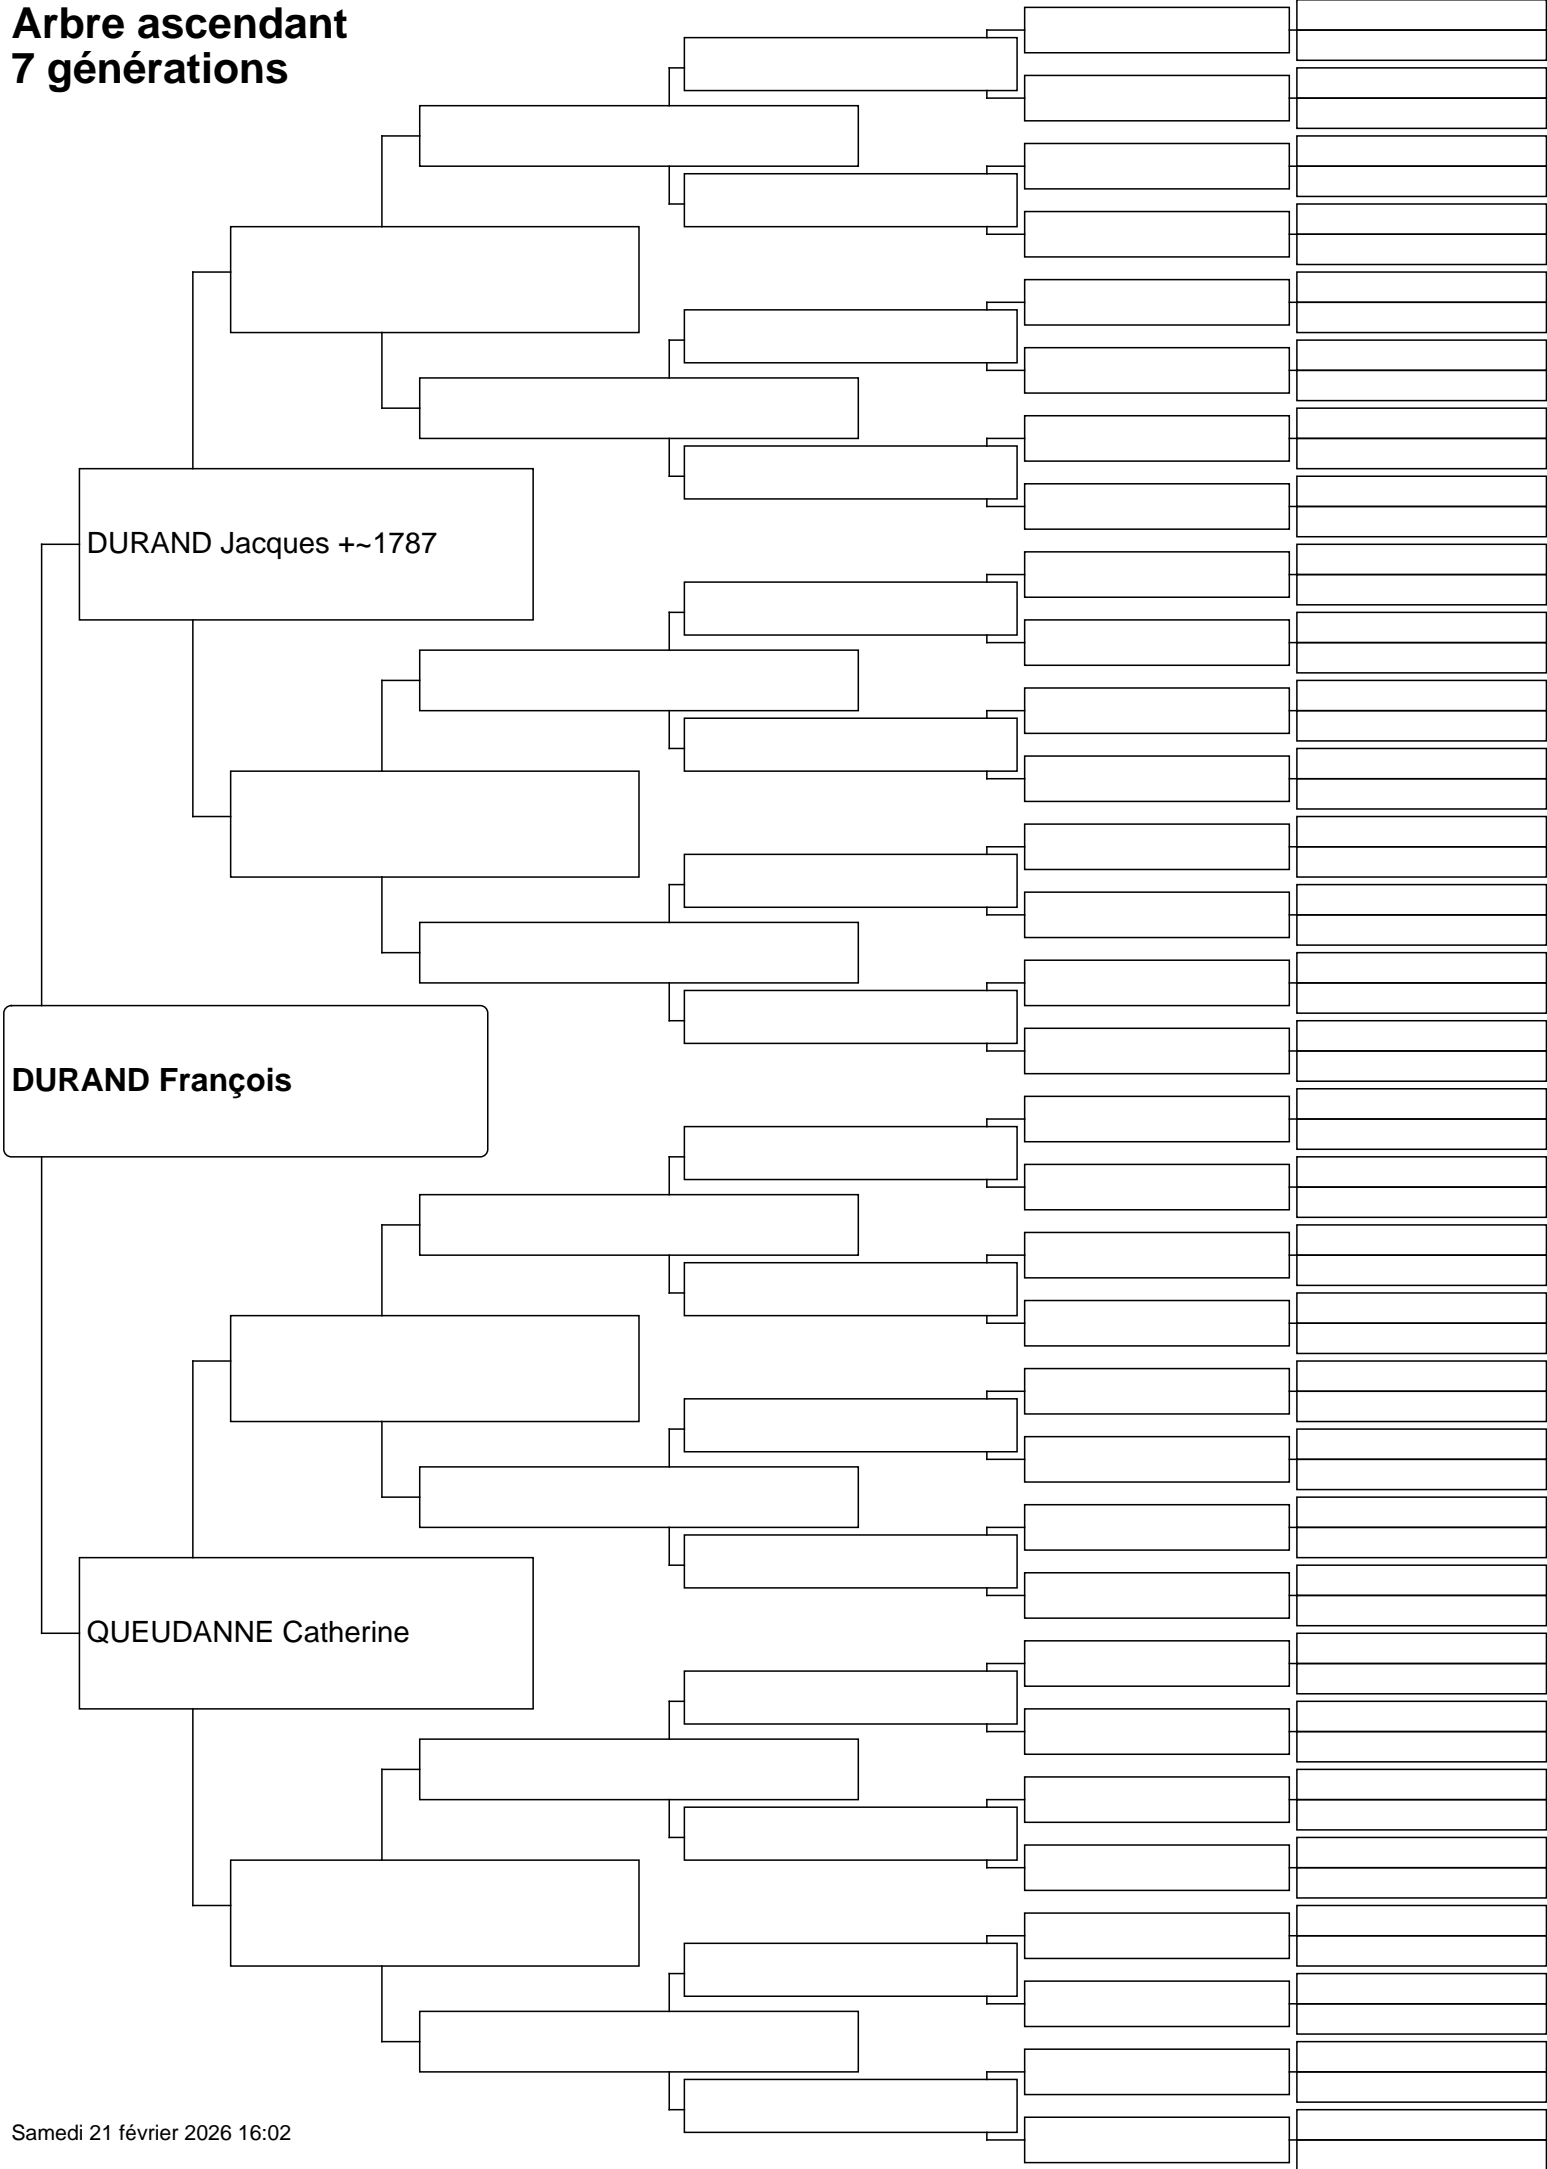 Arbre ascendant
7 générations
DURAND Jacques +~1787
DURAND François
QUEUDANNE Catherine
Samedi 21 février 2026 16:02